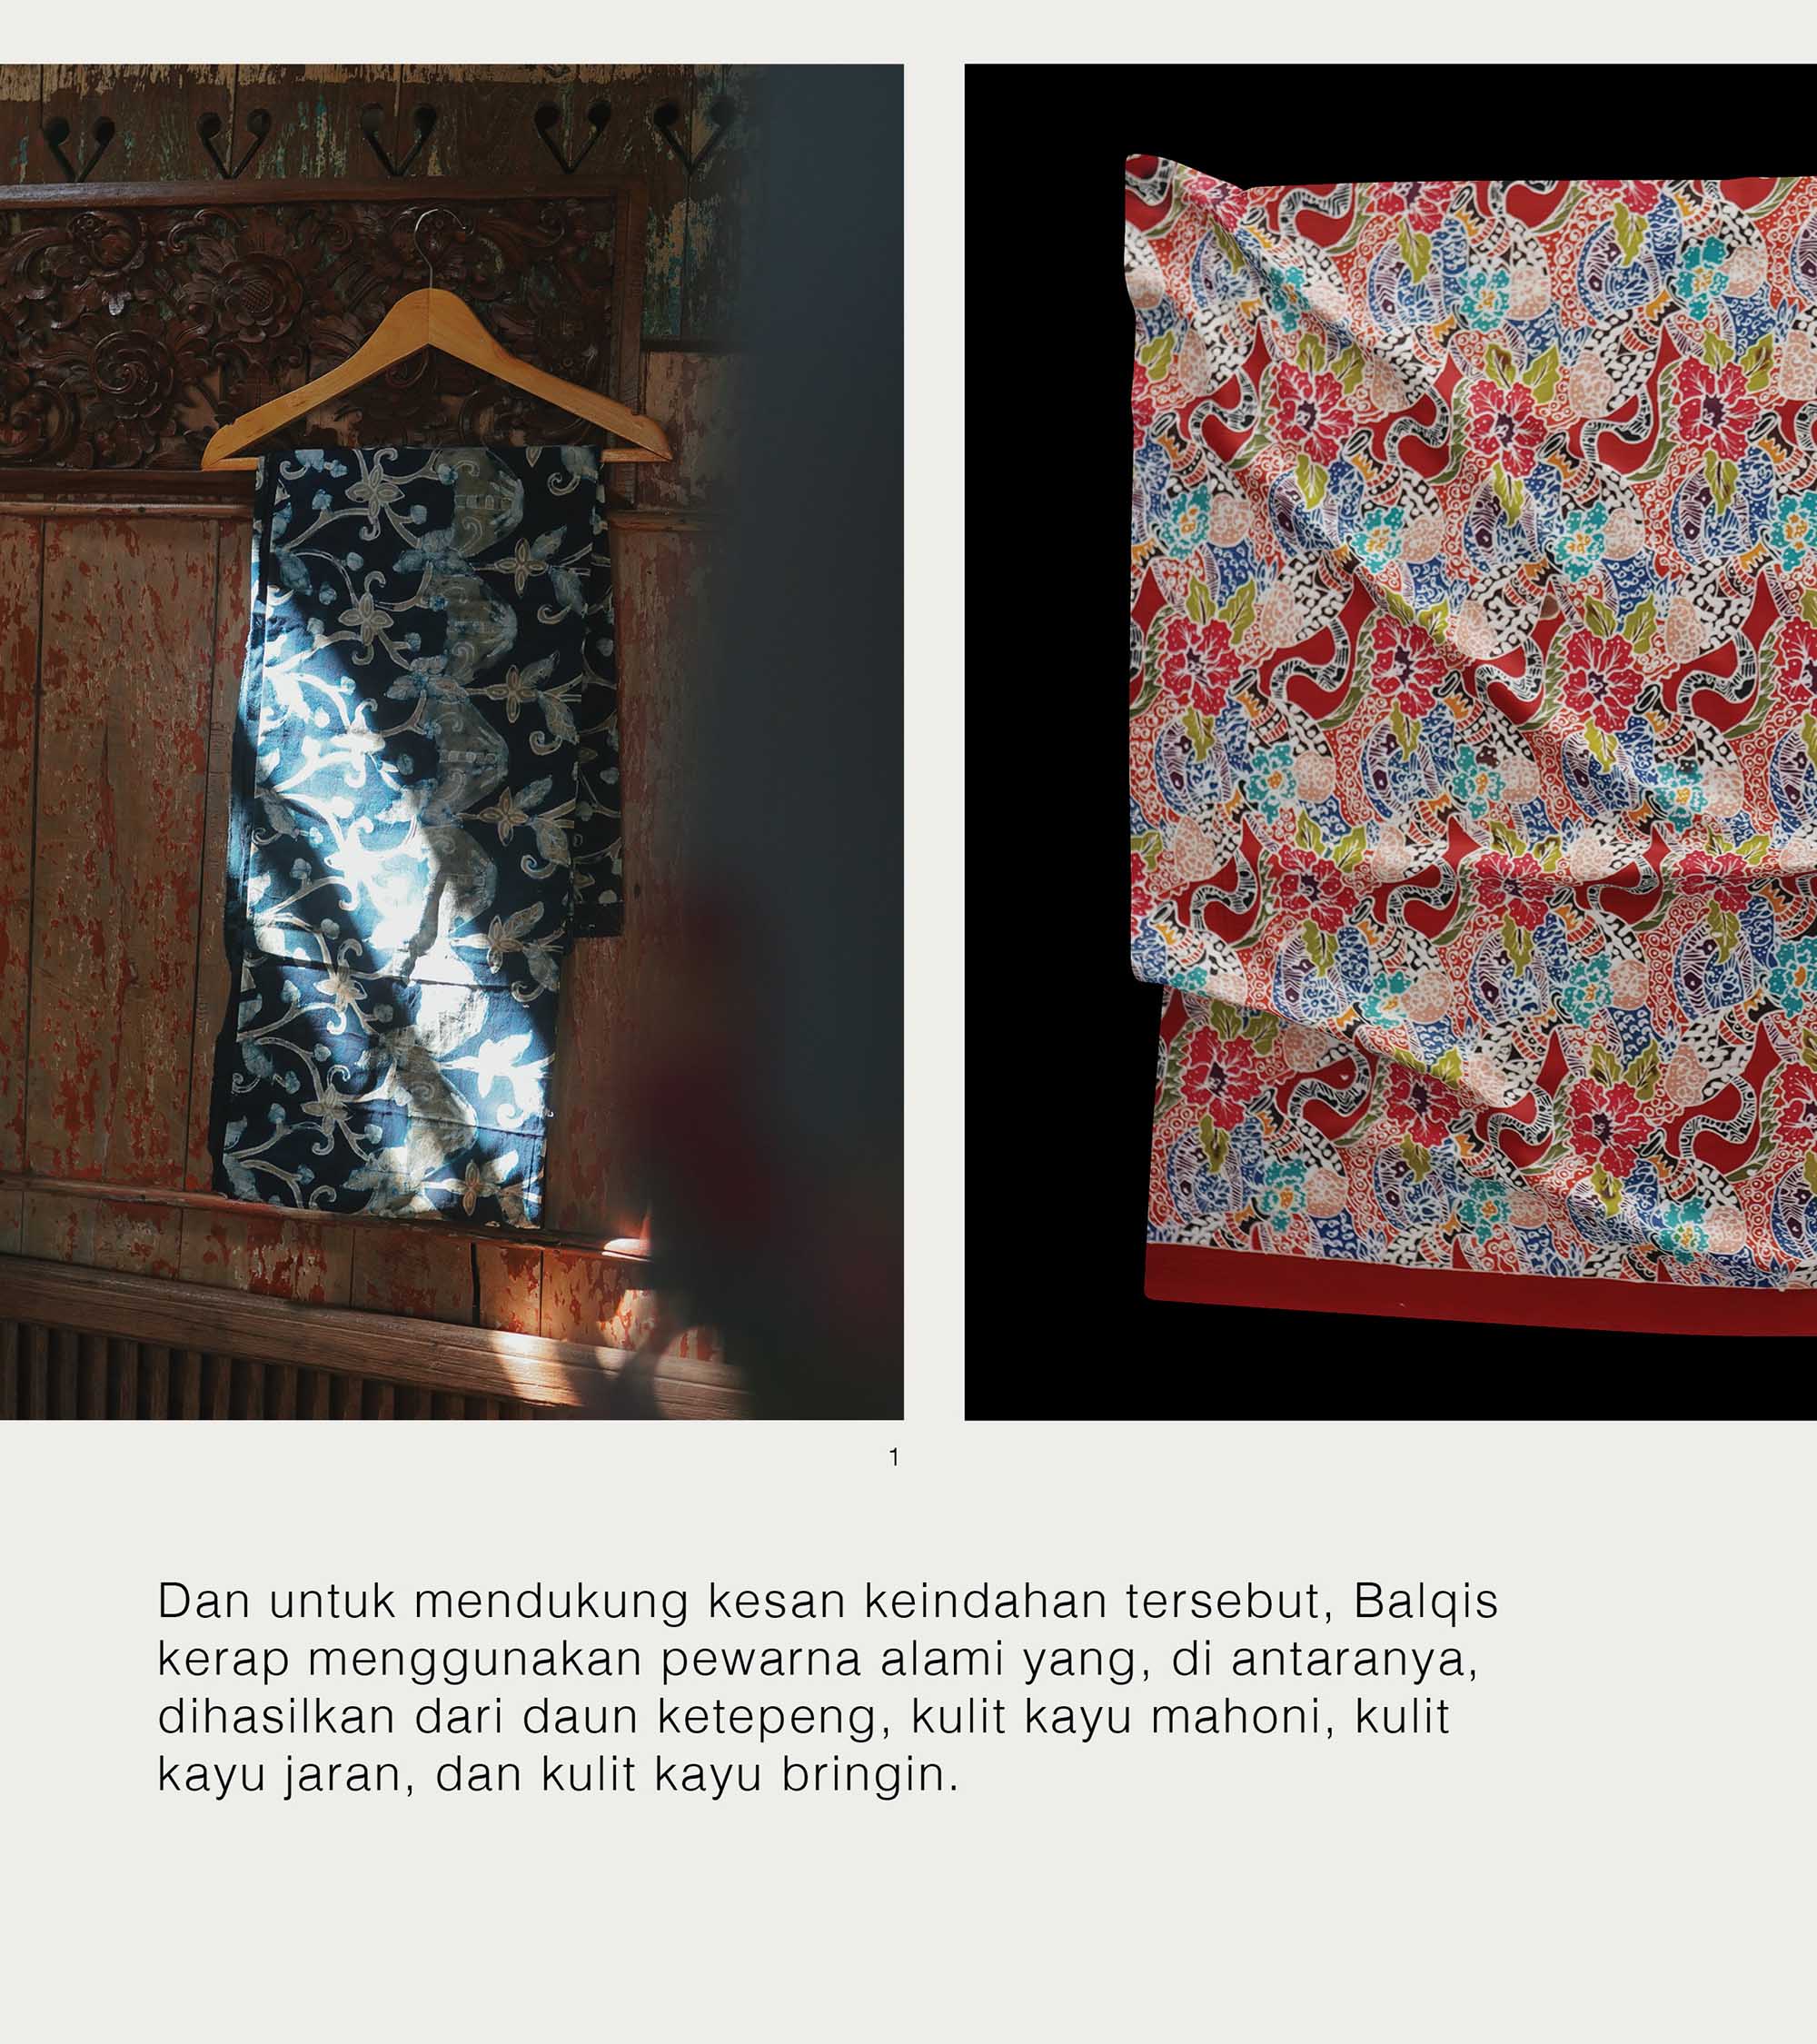 1
Dan untuk mendukung kesan keindahan tersebut, Balqis
kerap menggunakan pewarna alami yang, di antaranya,
dihasilkan dari daun ketepeng, kulit kayu mahoni, kulit
kayu jaran, dan kulit kayu bringin.